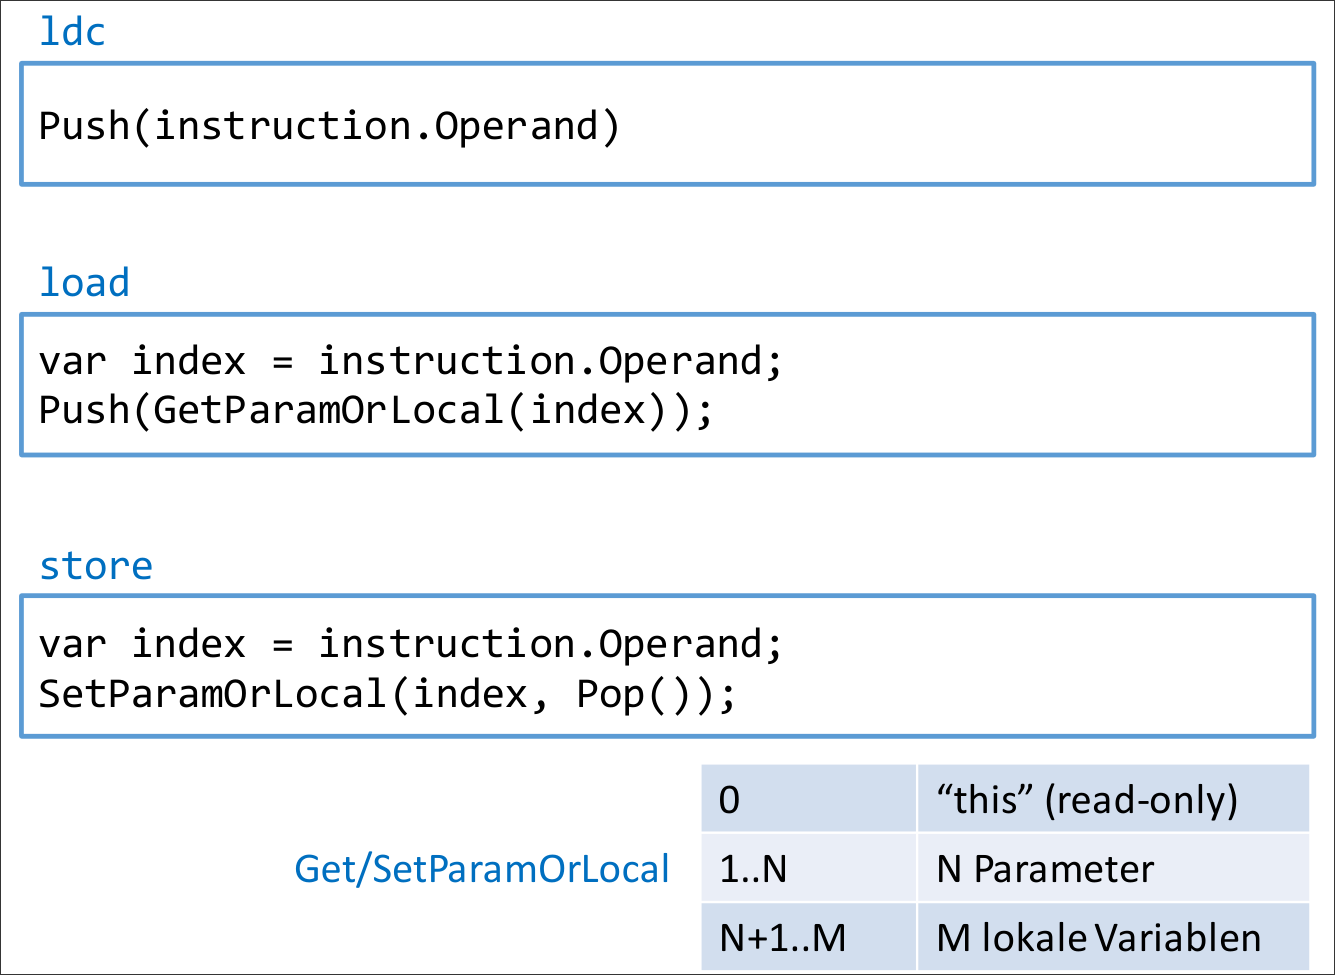 ldc
Push(instruction.Operand)
load
var index = instruction.Operand;
Push(GetParamOrLocal(index));
store
var index = instruction.Operand;
SetParamOrLocal(index, Pop());
Get/SetParamOrLocal
0 “this” (read-only)
1..N N Parameter
N+1..M M lokale Variablen